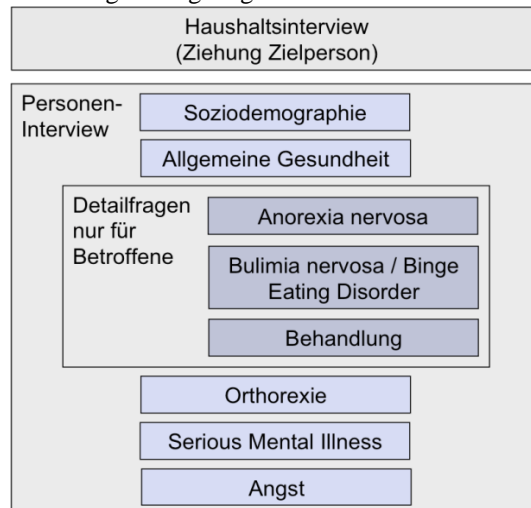 Haushaltsinterview
(Ziehung Zielperson)
Personen-
Interview
Soziodemographie
Allgemeine Gesundheit
Detailfragen
nur für
Betroffene
Anorexia nervosa
Bulimia nervosa / Binge
Eating Disorder
Behandlung
Orthorexie
Serious Mental Illness
Angst